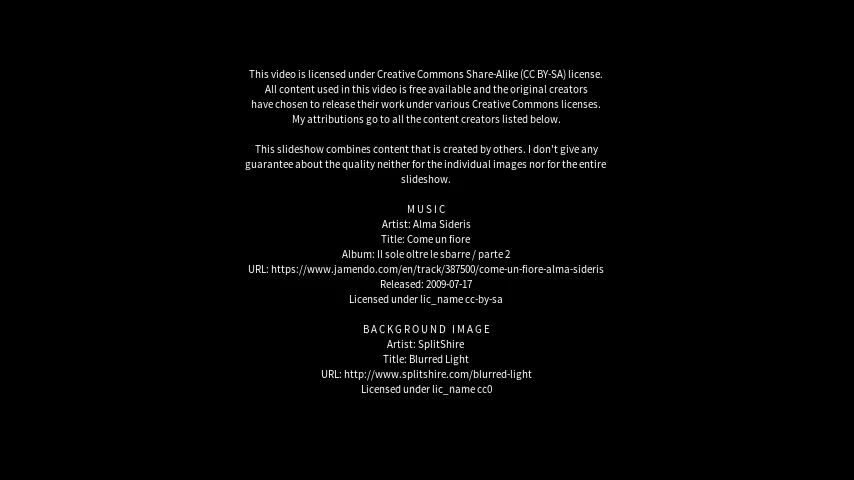 This video is licensed under Creative Commons Share-Alike (CC BY-SA) license.
All content used in this video is free available and the original creators
have chosen to release their work under various Creative Commons licenses.
My attributions go to all the content creators listed below.
This slideshow combines content that is created by others. I don't give any
guarantee about the quality neither for the individual images nor for the entire
slideshow.
MUSIC
Artist: Alma Sideris
Title: Come un fiore
Album: Il sole oltre le sbarre / parte 2
URL: https://www.jamendo.com/en/track/387500/come-un-fiore-alma-sideris
Released: 2009-07-17
Licensed under lic_name cc-by-sa
BACKGROUND IMAGE
Artist: SplitShire
Title: Blurred Light
URL: http://www.splitshire.com/blurred-light
Licensed under lic_name cc0